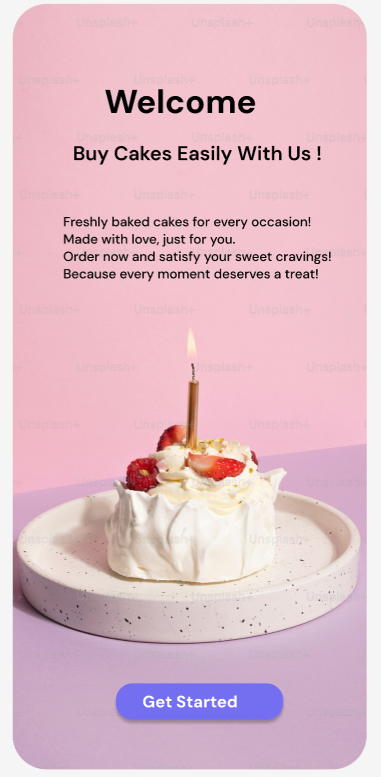 Welcome
Buy Cakes Easily With Us !
Freshly baked cakes for every occasion!
Made with love, just for you.
Order now and satisfy your sweet cravings!
Because every moment deserves a treat!
Get Started
Unsplash+